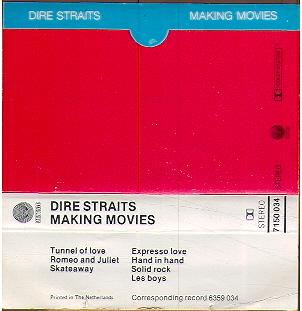 DIRE STRAITS MAKING MOVIES
DIRE STRAITS
MAKING MOVIES
STEREO
7150 034
Tunnel of love
Romeo and Juliet
Skateaway
Expresso love
Hand in hand
Solid rock
Les boys
Printed in The Netherlands
Corresponding record 6359 034